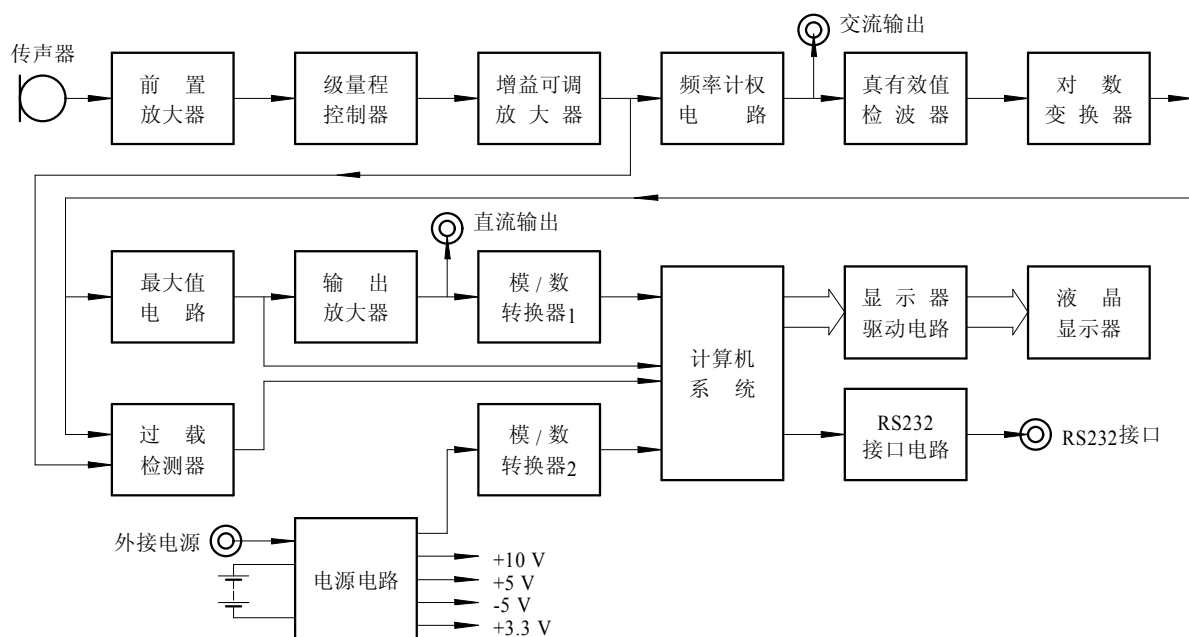 传声器
前置
放大器
级量程
控制器
增益可调
放大器
频率计权
电路
交流输出
真有效值
检波器
对数
变换器
最大值
电路
输出
放大器
直流输出
模/数
转换器1
计算机
系统
显示器
驱动电路
液晶
显示器
过载
检测器
模/数
转换器2
RS232
接口电路
RS232接口
外接电源
电源电路
+10 V
+5 V
-5 V
+3.3 V